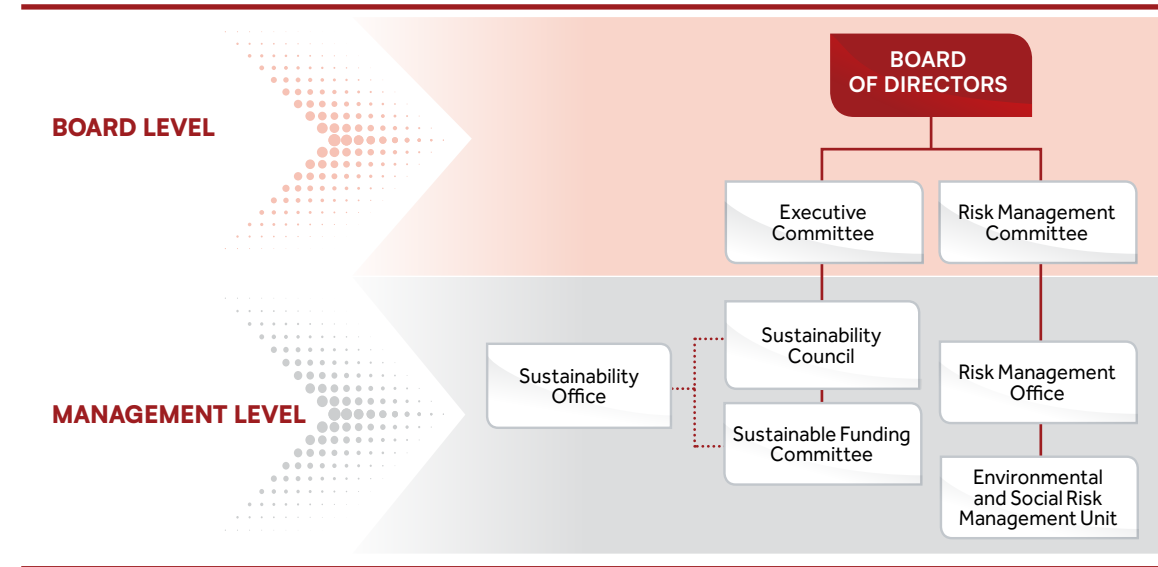 BOARD
OF DIRECTORS
BOARD LEVEL
Executive
Committee
Risk Management
Committee
Sustainability
Council
Sustainability
Office
Risk Management
Office
MANAGEMENT LEVEL
Sustainable Funding
Committee
Environmental
and Social Risk
Management Unit